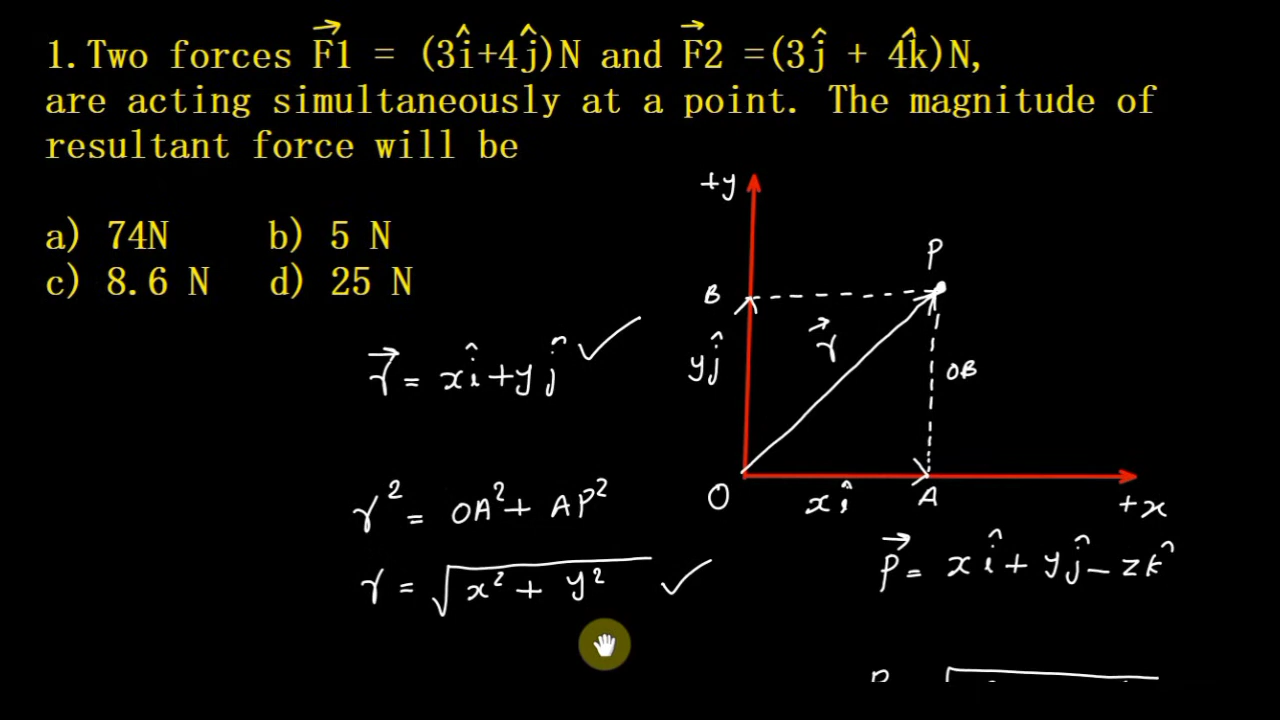 1. Two forces F⃗1 = (3î+4ĵ)N and F⃗2 =(3ĵ + 4k̂)N,
are acting simultaneously at a point. The magnitude of
resultant force will be
a) 74N b) 5 N
c) 8.6 N d) 25 N
+y
P
B
r⃗
yĵ
OB
O
xî
A
+x
r⃗ = xî+yĵ ✓
r² = OA² + AP²
r = √x² + y² ✓
P⃗ = xî + yĵ - zk̂